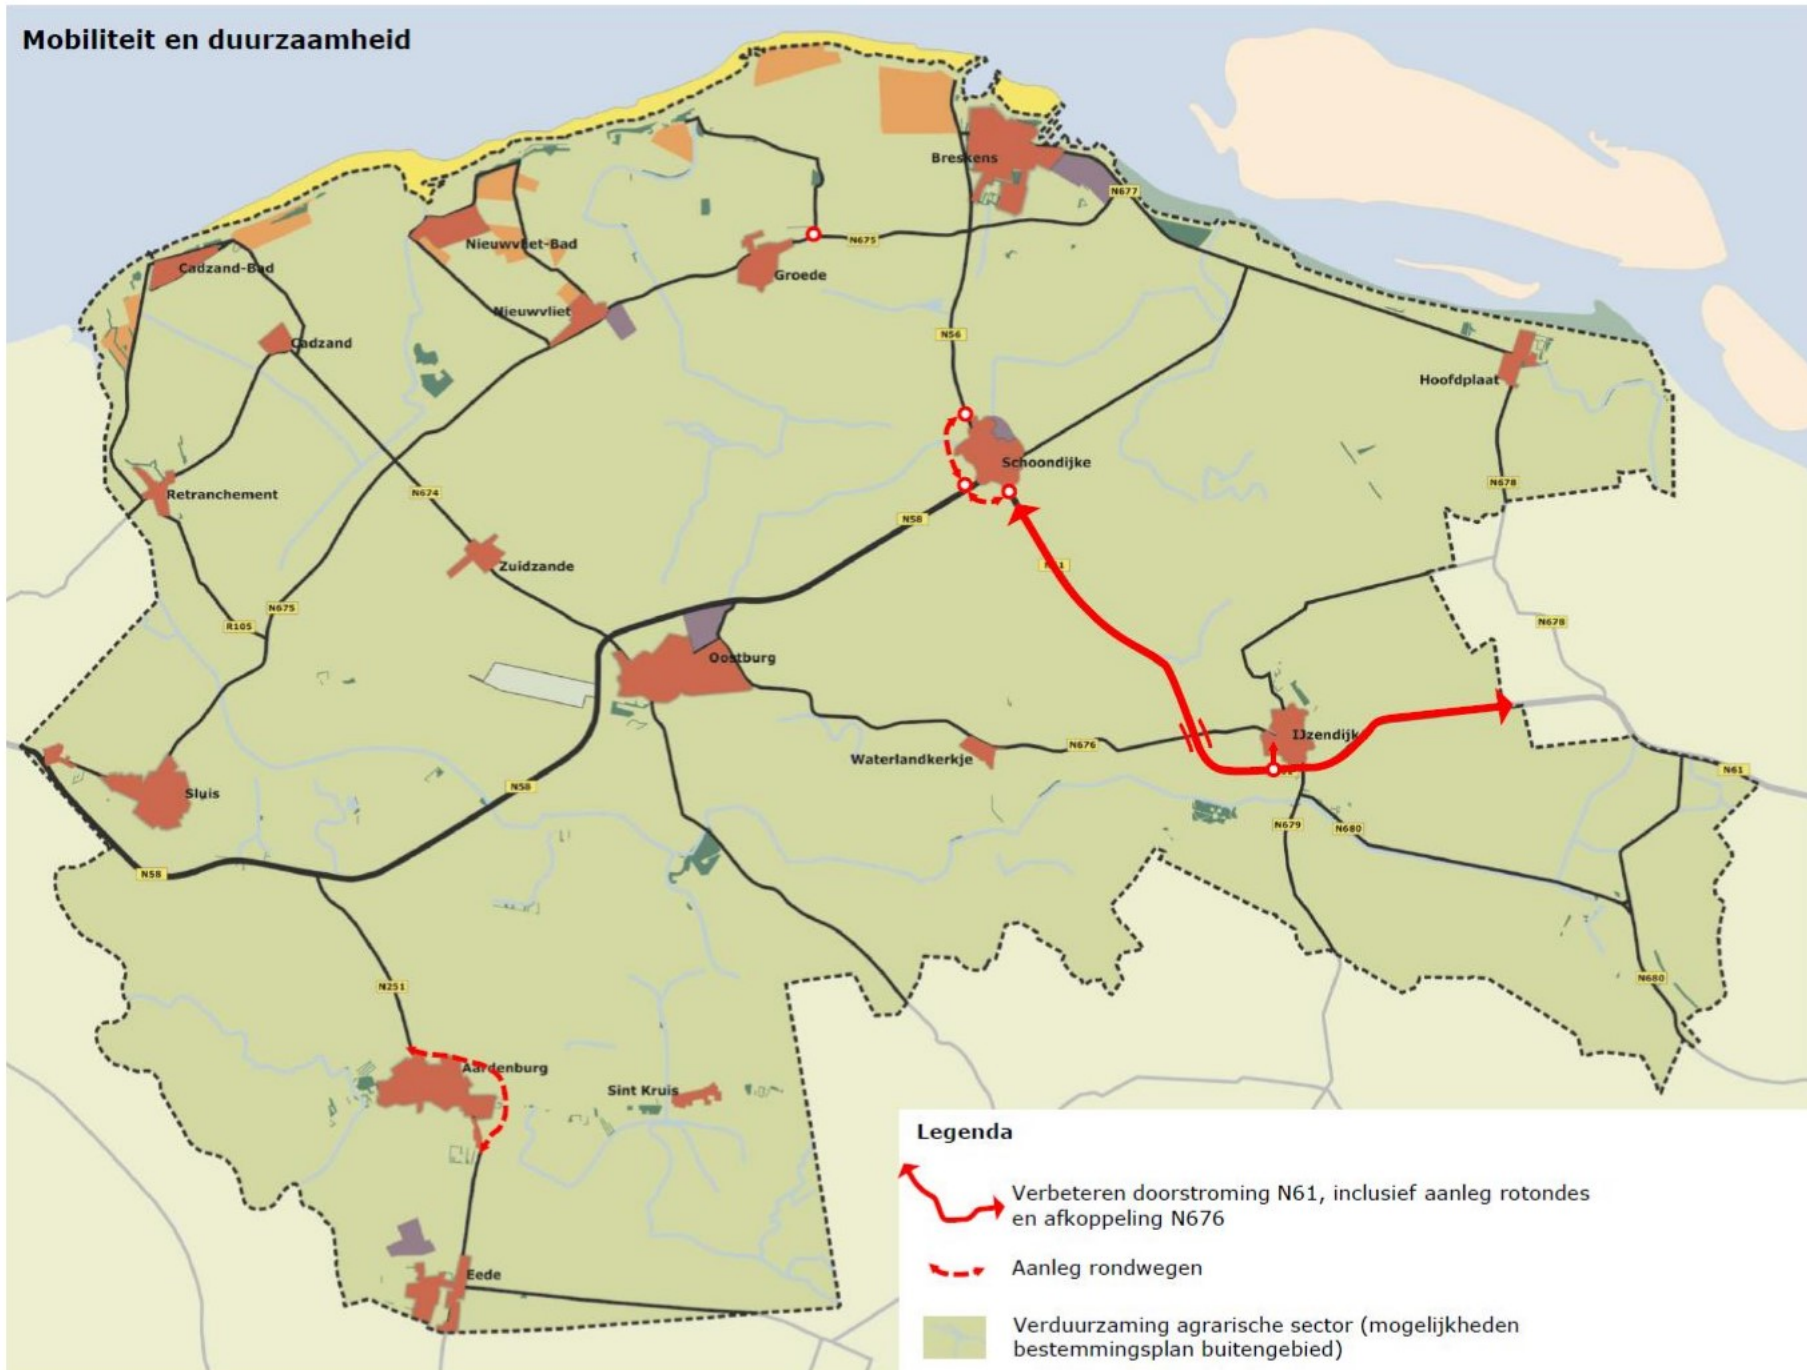 Mobiliteit en duurzaamheid
Breskens
N677
Nieuwvliet-Bad
N675
Cadzand-Bad
Groede
Nieuwvliet
N56
Cadzand
Hoofdplaat
Schoondijke
Retranchement
N674
N678
N58
Zuidzande
N675
R105
N678
Oostburg
IJzendijk
N676
Waterlandkerkje
N61
Sluis
N58
N679
N680
N58
N680
N251
Aardenburg
Sint Kruis
Eede
Legenda
Verbeteren doorstroming N61, inclusief aanleg rotondes
en afkoppeling N676
Aanleg rondwegen
Verduurzaming agrarische sector (mogelijkheden
bestemmingsplan buitengebied)